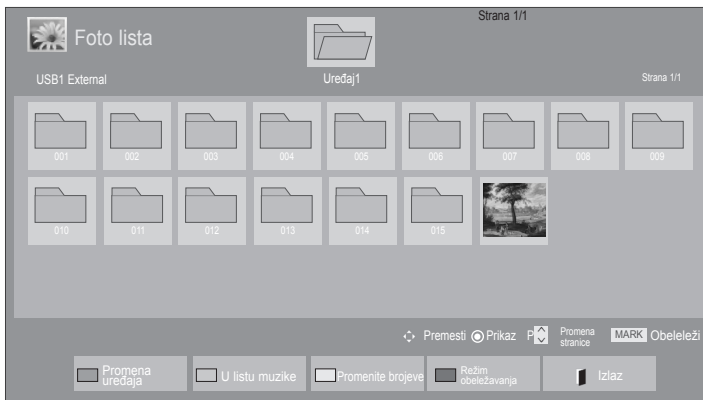 Strana 1/1
Foto lista
USB1 External
Uređaj1
Strana 1/1
001
002
003
004
005
006
007
008
009
010
011
012
013
014
015
Premesti
Prikaz
P
Promena
stranice
MARK
Obeleleži
Promena
uređaja
U listu muzike
Promenite brojeve
Režim
obeležavanja
Izlaz